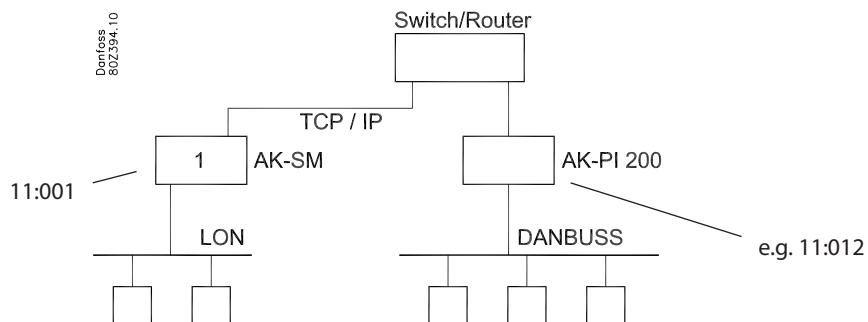 Switch/Router
Danfoss
80Z394.10
TCP / IP
1
AK-SM
AK-PI 200
11:001
LON
DANBUSS
e.g. 11:012